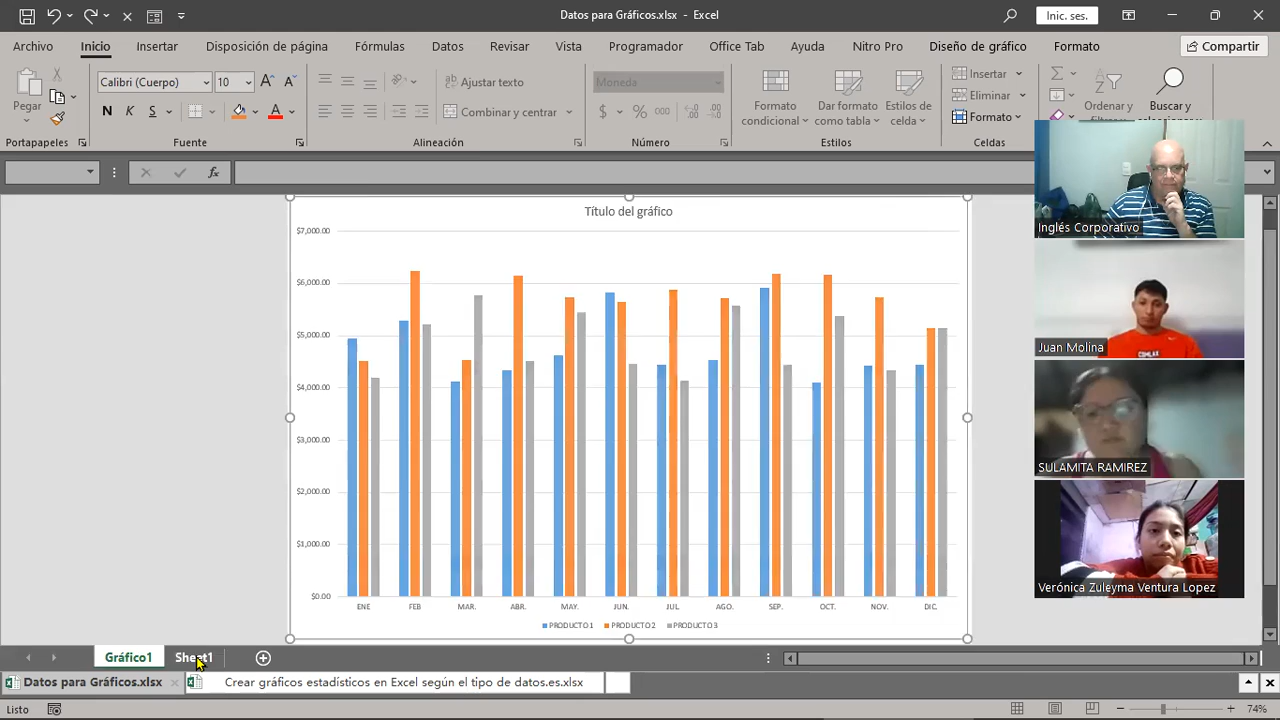 Datos para Gráficos.xlsx - Excel
Inic. ses.
Archivo Inicio Insertar Disposición de página Fórmulas Datos Revisar Vista Programador Office Tab Ayuda Nitro Pro Diseño de gráfico Formato Compartir
Pegar
Portapapeles
Calibri (Cuerpo) 10
N K S
Fuente
Ajustar texto
Combinar y centrar
Alineación
Moneda
$ % 000
Número
Formato condicional
Dar formato como tabla
Estilos de celda
Estilos
Insertar
Eliminar
Formato
Celdas
Ordenar y
Buscar y
Título del gráfico
$7,000.00
$6,000.00
$5,000.00
$4,000.00
$3,000.00
$2,000.00
$1,000.00
$0.00
ENE FEB MAR. ABR. MAY. JUN. JUL. AGO. SEP. OCT. NOV. DIC.
PRODUCTO 1 PRODUCTO 2 PRODUCTO 3
Inglés Corporativo
Juan Molina
SULAMITA RAMIREZ
Verónica Zuleyma Ventura Lopez
Gráfico1 Sheet1
Datos para Gráficos.xlsx Crear gráficos estadísticos en Excel según el tipo de datos.es.xlsx
Listo 74%